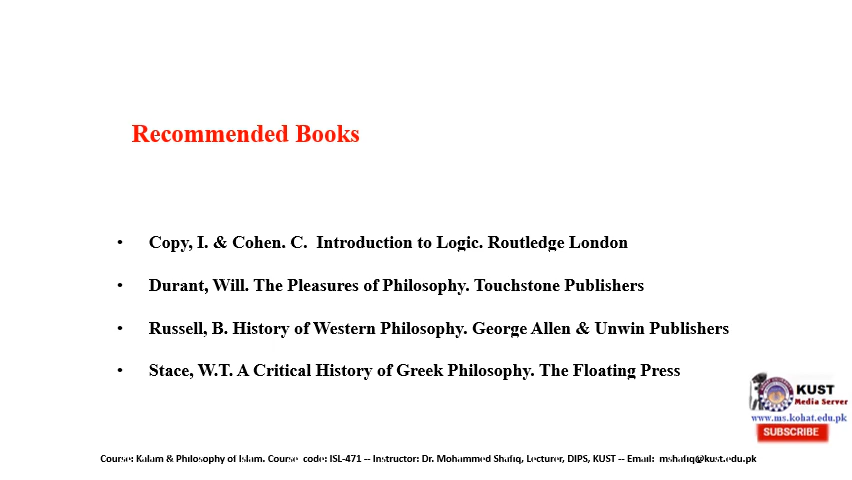 Recommended Books
• Copy, I. & Cohen. C. Introduction to Logic. Routledge London
• Durant, Will. The Pleasures of Philosophy. Touchstone Publishers
• Russell, B. History of Western Philosophy. George Allen & Unwin Publishers
• Stace, W.T. A Critical History of Greek Philosophy. The Floating Press
KUST
Media Server
www.ms.kohat.edu.pk
SUBSCRIBE
Course: Kalam & Philosophy of Islam. Course code: ISL-471 -- Instructor: Dr. Mohammed Shafiq, Lecturer, DIPS, KUST -- Email: mshafiq@kust.edu.pk